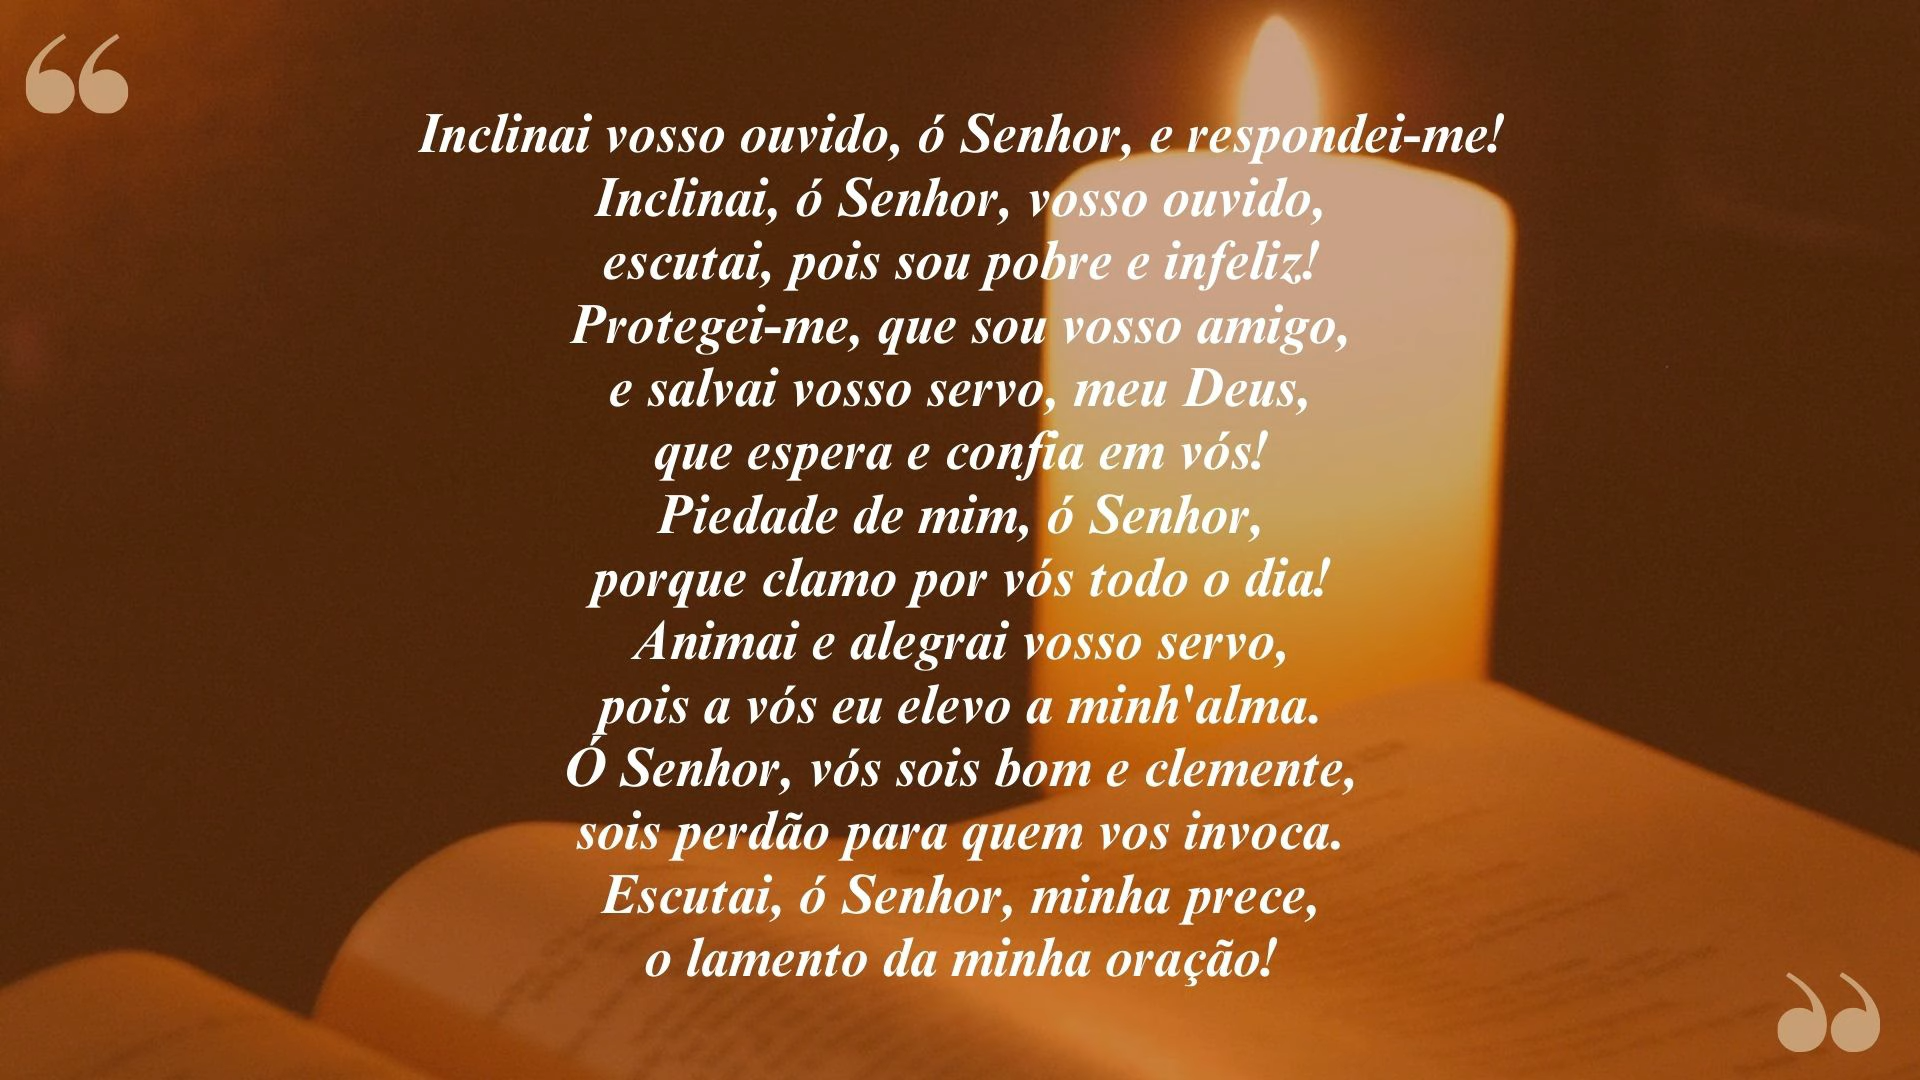 Inclinai vosso ouvido, ó Senhor, e respondei-me!
Inclinai, ó Senhor, vosso ouvido,
escutai, pois sou pobre e infeliz!
Protegei-me, que sou vosso amigo,
e salvai vosso servo, meu Deus,
que espera e confia em vós!
Piedade de mim, ó Senhor,
porque clamo por vós todo o dia!
Animai e alegrai vosso servo,
pois a vós eu elevo a minh'alma.
Ó Senhor, vós sois bom e clemente,
sois perdão para quem vos invoca.
Escutai, ó Senhor, minha prece,
o lamento da minha oração!